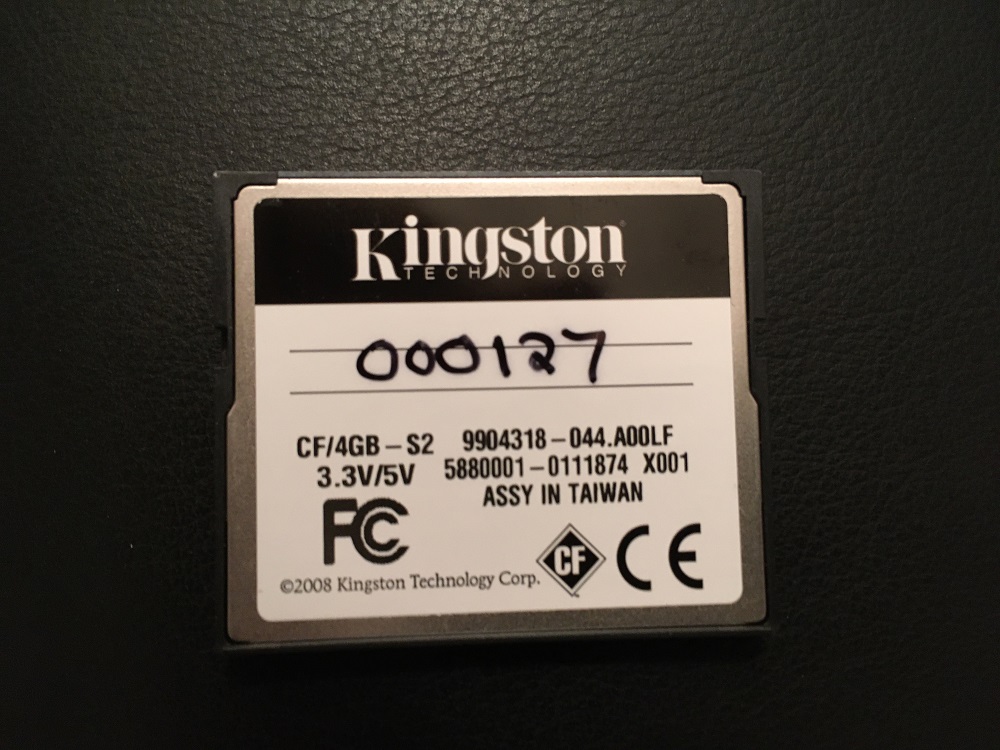 Kingston
TECHNOLOGY
000127
CF/4GB – S2 9904318 – 044.A00LF
3.3V/5V 5880001 – 0111874 X001
ASSY IN TAIWAN
FC
CF CE
©2008 Kingston Technology Corp.